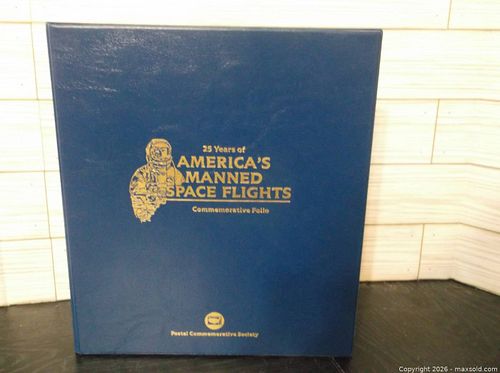 25 Years of
AMERICA'S
MANNED
SPACE FLIGHTS
Commemorative Folio
Postal Commemorative Society
Copyright 2026 - maxsold.com